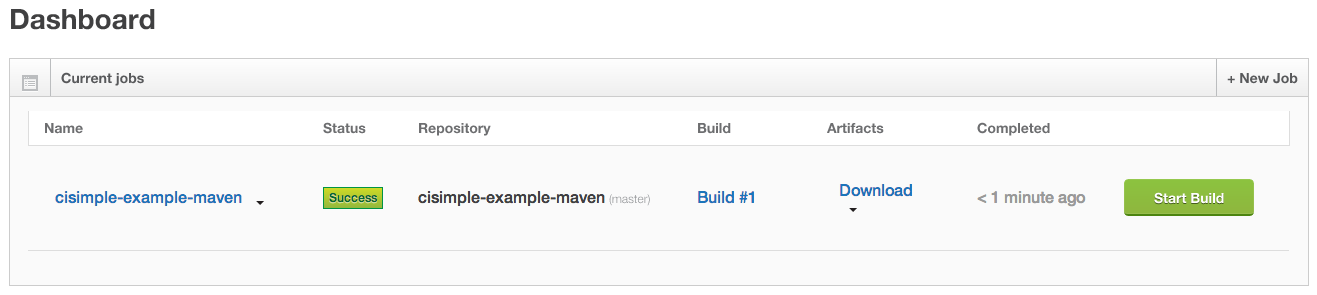 Dashboard
Current jobs + New Job
Name Status Repository Build Artifacts Completed
cisimple-example-maven Success cisimple-example-maven (master) Build #1 Download < 1 minute ago Start Build